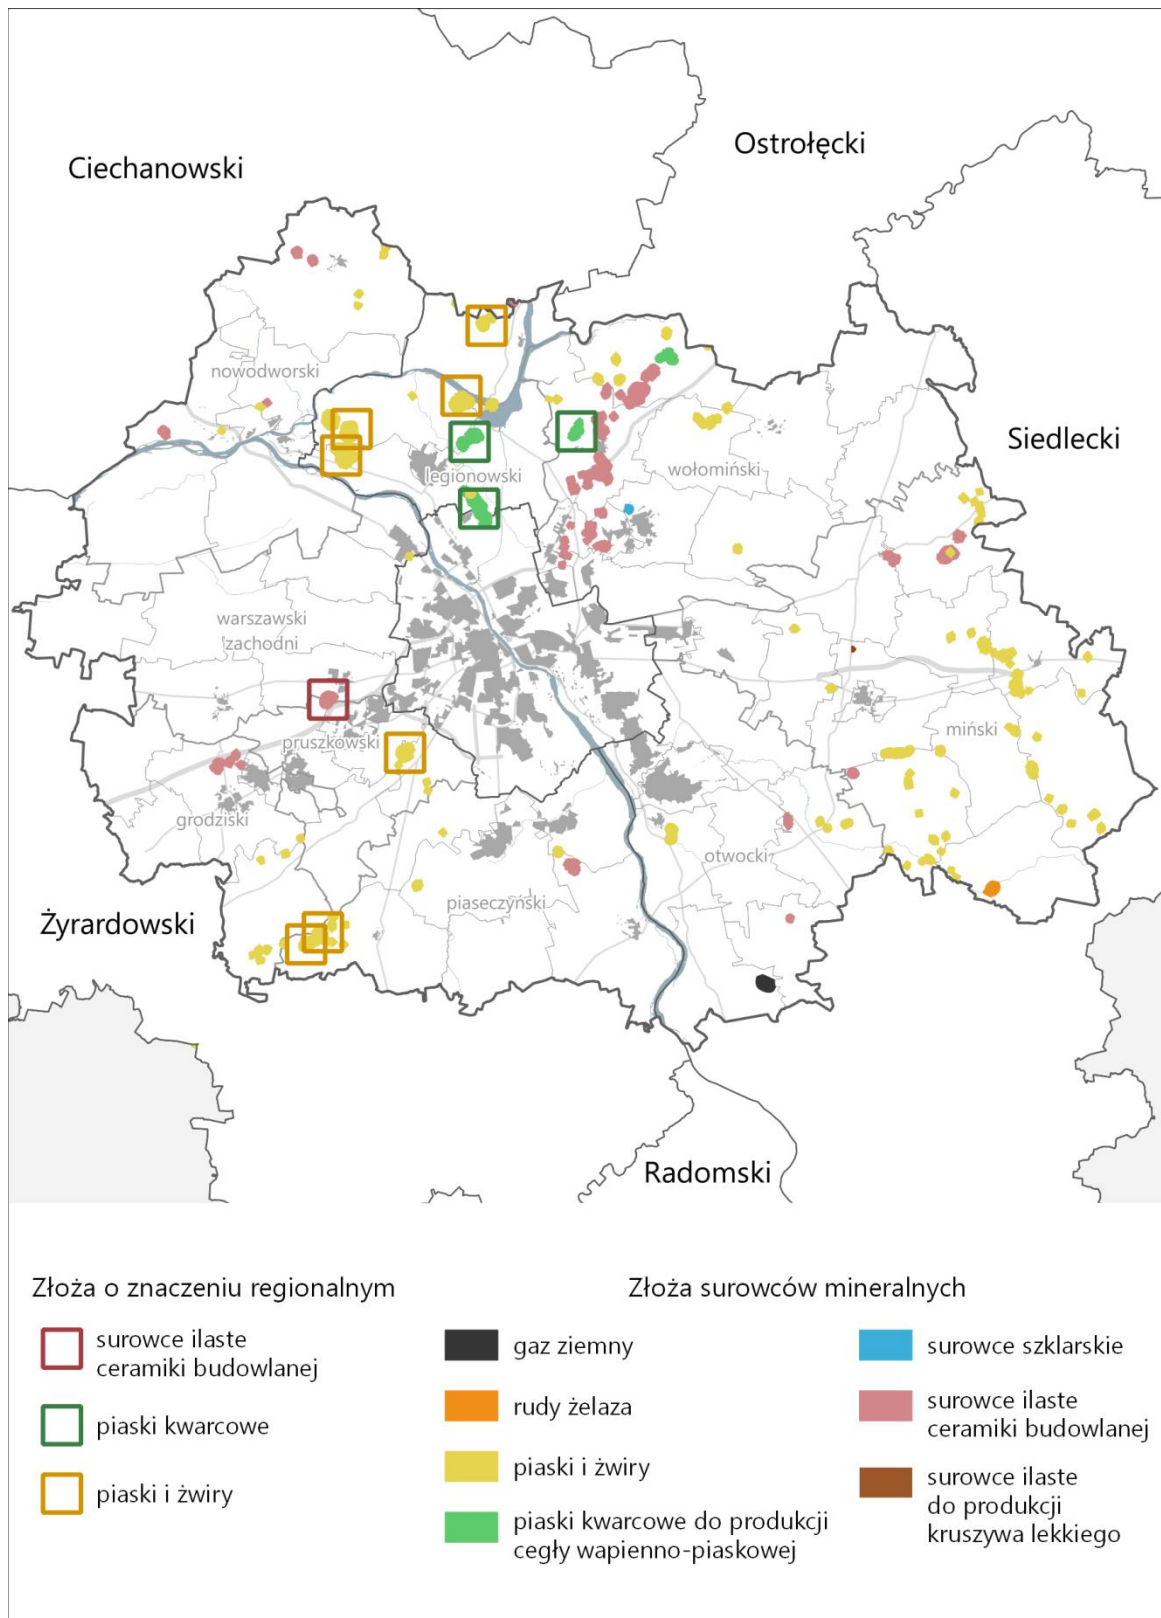 Ciechanowski
Ostrołęcki
nowodworski
Siedlecki
legionowski
wołomiński
warszawski
zachodni
pruszkowski
miński
grodziski
otwocki
piaseczyński
Żyrardowski
Radomski
Złoża o znaczeniu regionalnym
surowce ilaste
ceramiki budowlanej
piaski kwarcowe
piaski i żwiry
Złoża surowców mineralnych
gaz ziemny
rudy żelaza
piaski i żwiry
piaski kwarcowe do produkcji
cegły wapienno-piaskowej
surowce szklarskie
surowce ilaste
ceramiki budowlanej
surowce ilaste
do produkcji
kruszywa lekkiego